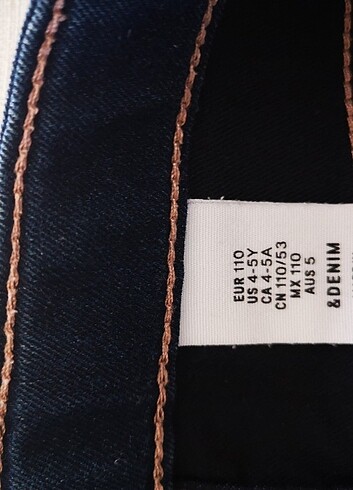 EUR 110
US 4-5Y
CA 4-5A
CN 110/53
MX 110
AUS 5
&DENIM